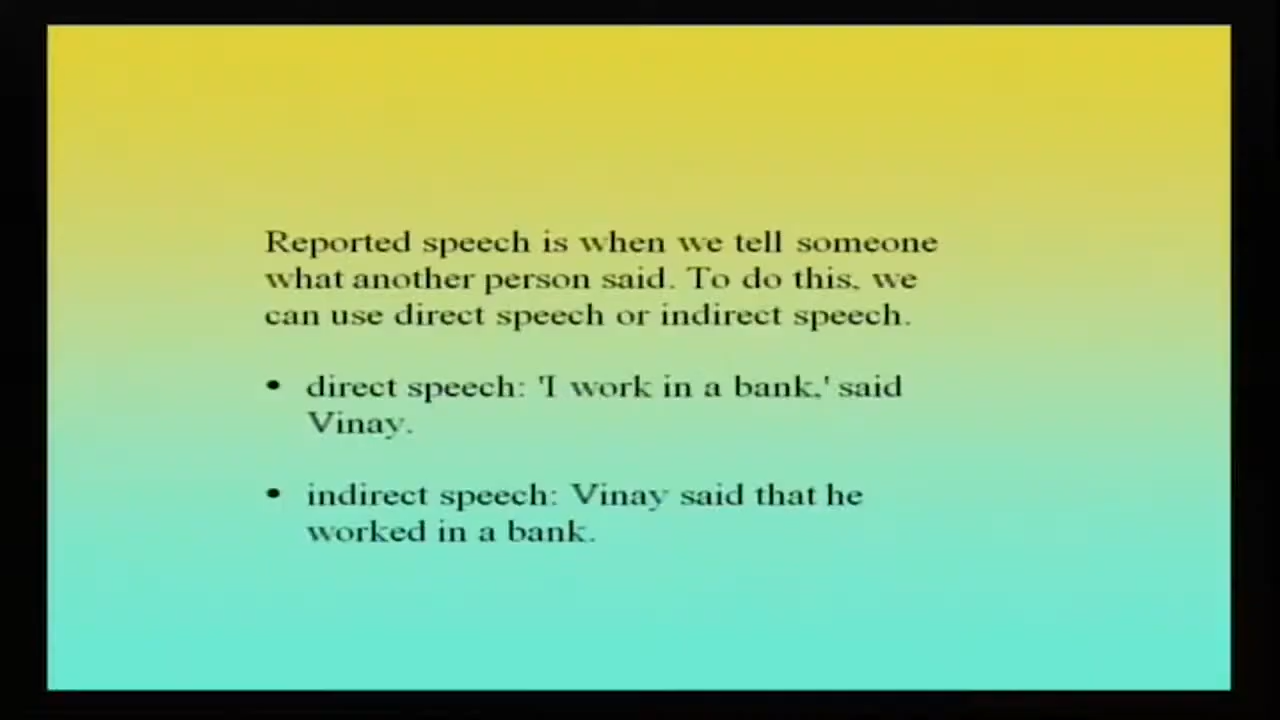 Reported speech is when we tell someone
what another person said. To do this, we
can use direct speech or indirect speech.
• direct speech: 'I work in a bank,' said
Vinay.
• indirect speech: Vinay said that he
worked in a bank.